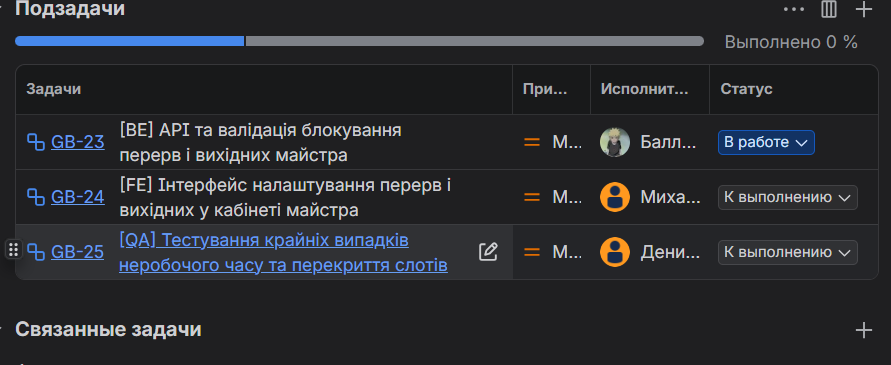 Подзадачи
Выполнено 0 %
Задачи При... Исполнит... Статус
GB-23 [BE] API та валідація блокування
перерв і вихідних майстра
М... Балл... В работе
GB-24 [FE] Інтерфейс налаштування перерв і
вихідних у кабінеті майстра
М... Миха... К выполнению
GB-25 [QA] Тестування крайніх випадків
неробочого часу та перекриття слотів
М... Дени... К выполнению
Связанные задачи